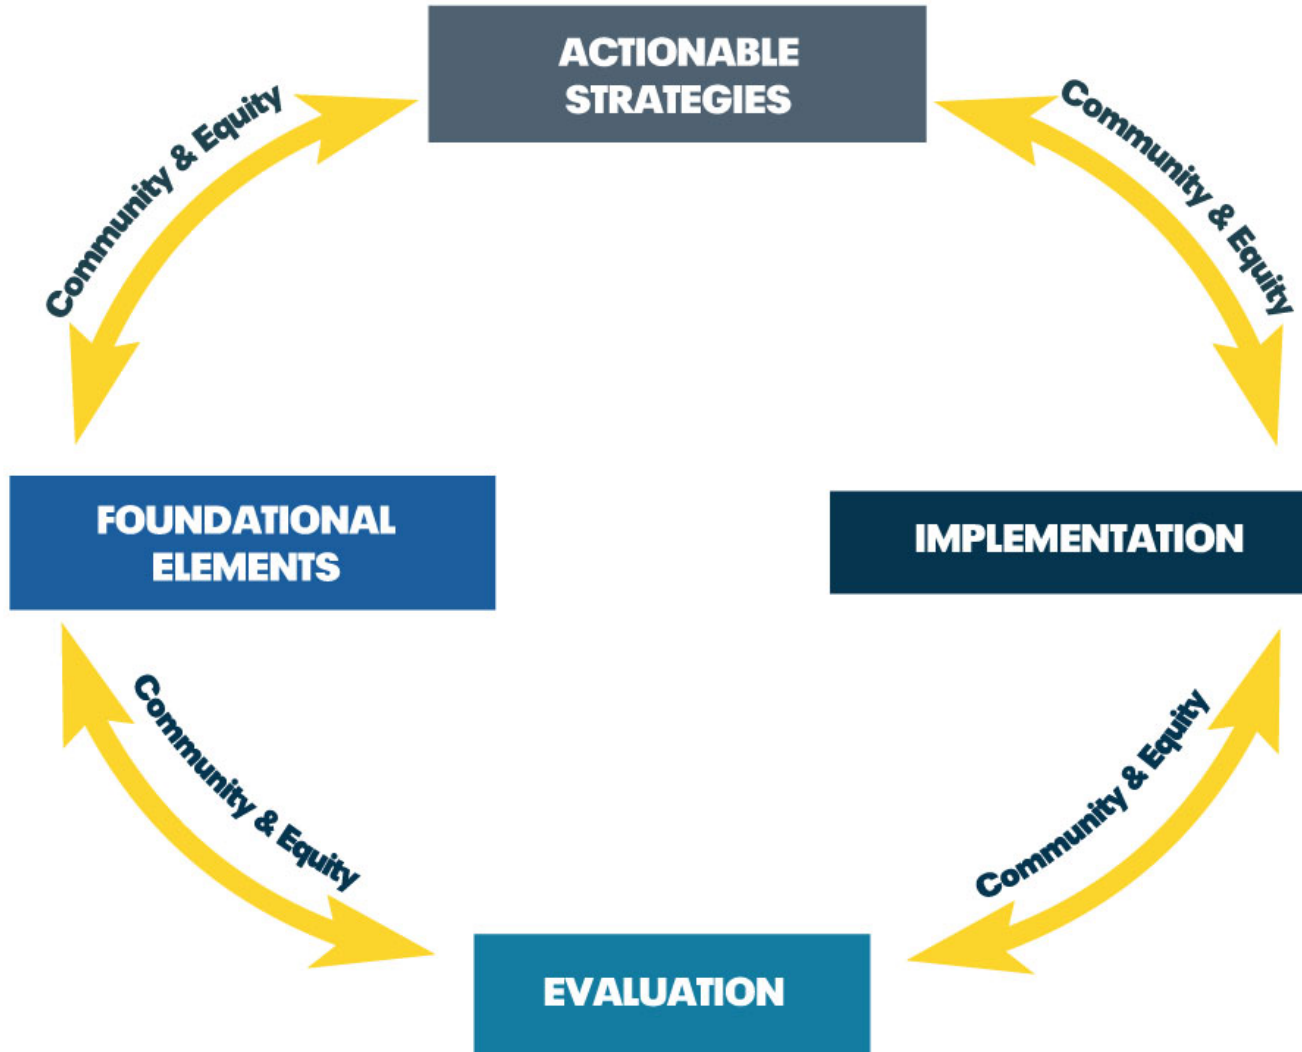 ACTIONABLE
STRATEGIES
Community & Equity
Community & Equity
FOUNDATIONAL
ELEMENTS
IMPLEMENTATION
Community & Equity
Community & Equity
EVALUATION